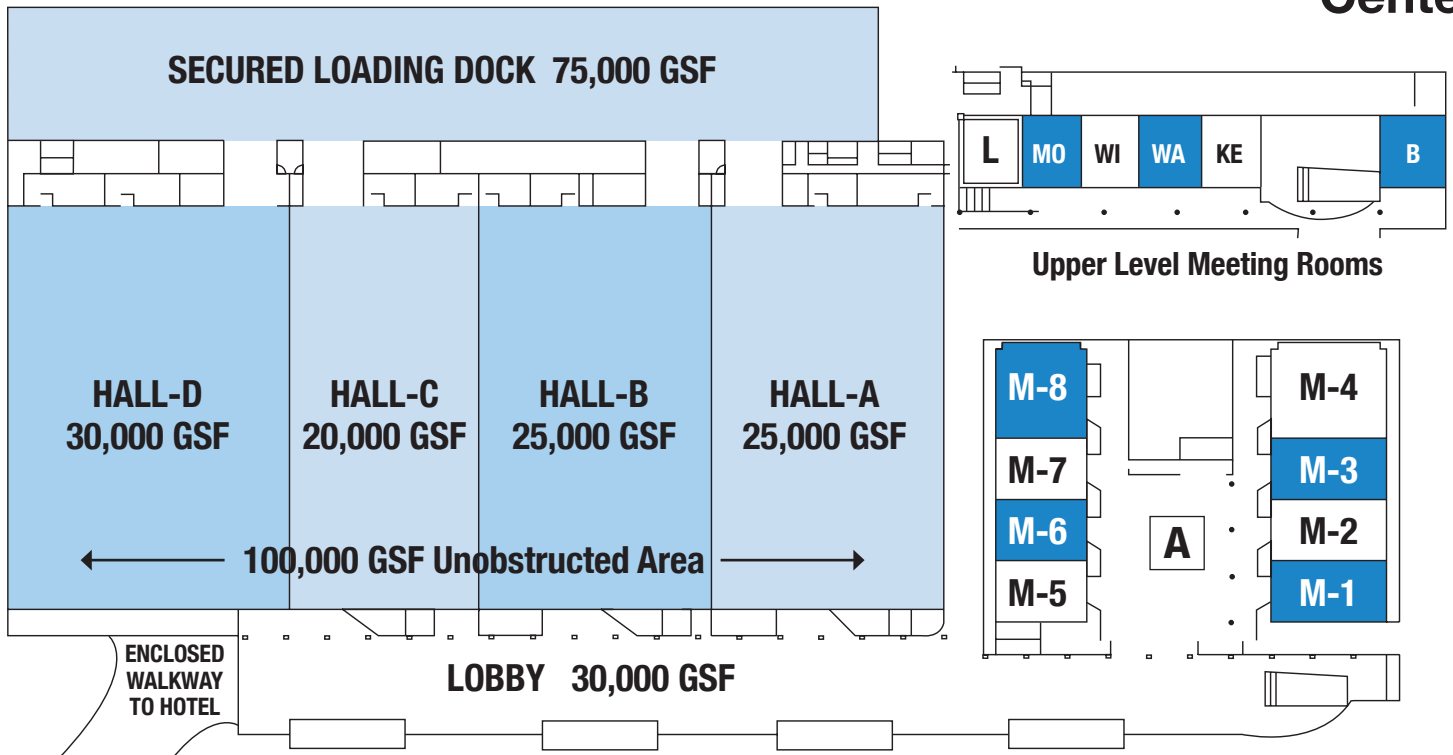 Cente
SECURED LOADING DOCK 75,000 GSF
L
MO
WI
WA
KE
B
Upper Level Meeting Rooms
HALL-D
30,000 GSF
HALL-C
20,000 GSF
HALL-B
25,000 GSF
HALL-A
25,000 GSF
100,000 GSF Unobstructed Area
M-8
M-7
M-6
M-5
A
M-4
M-3
M-2
M-1
ENCLOSED
WALKWAY
TO HOTEL
LOBBY 30,000 GSF